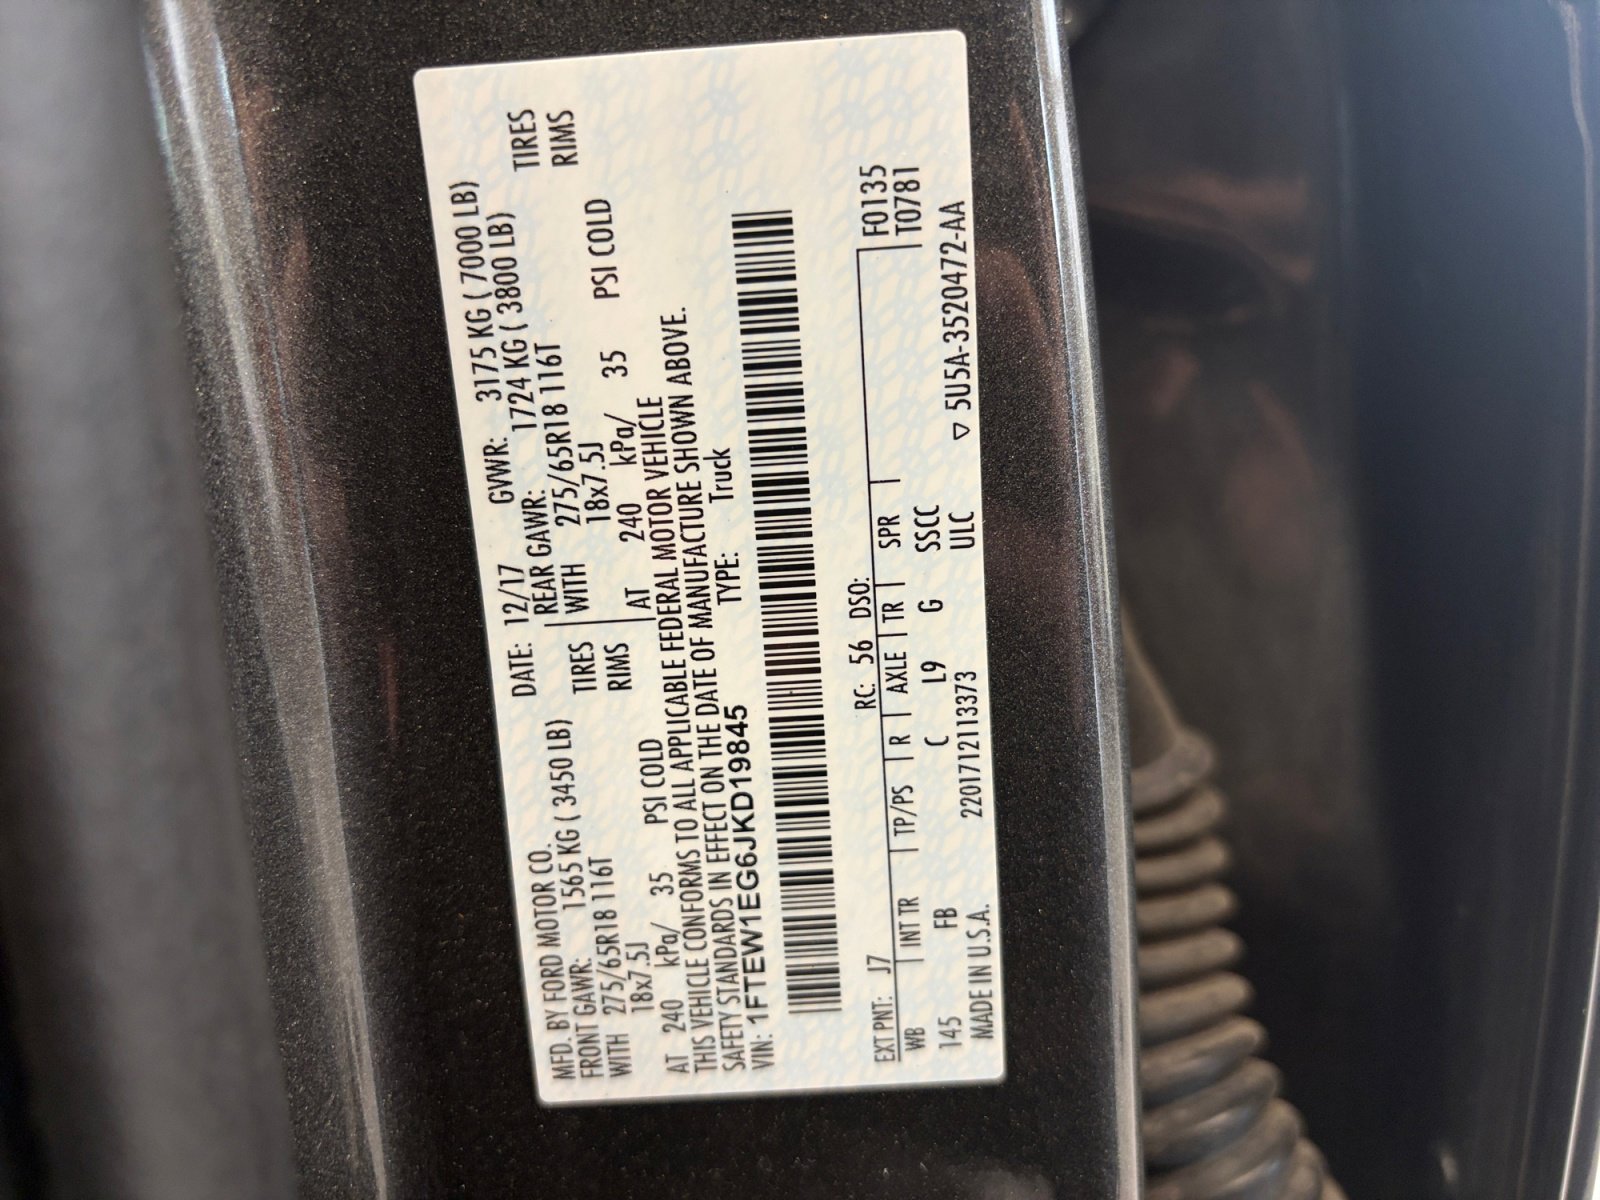 MFD. BY FORD MOTOR CO. DATE: 12/17 GVWR: 3175 KG ( 7000 LB)
FRONT GAWR: 1565 KG ( 3450 LB) REAR GAWR: 1724 KG ( 3800 LB)
WITH 275/65R18 116T TIRES WITH 275/65R18 116T TIRES
18x7.5J RIMS 18x7.5J RIMS
AT 240 kPa/ 35 PSI COLD AT 240 kPa/ 35 PSI COLD
THIS VEHICLE CONFORMS TO ALL APPLICABLE FEDERAL MOTOR VEHICLE
SAFETY STANDARDS IN EFFECT ON THE DATE OF MANUFACTURE SHOWN ABOVE.
VIN: 1FTEW1EG6JKD19845 TYPE: Truck
EXT PNT: J7 RC: 56 DSO: F0135
WB INT TR TP/PS R AXLE TR SPR T0781
145 FB C L9 G SSCC
MADE IN U.S.A. 220171211 3373 ULC ▽ 5U5A-3520472-AA